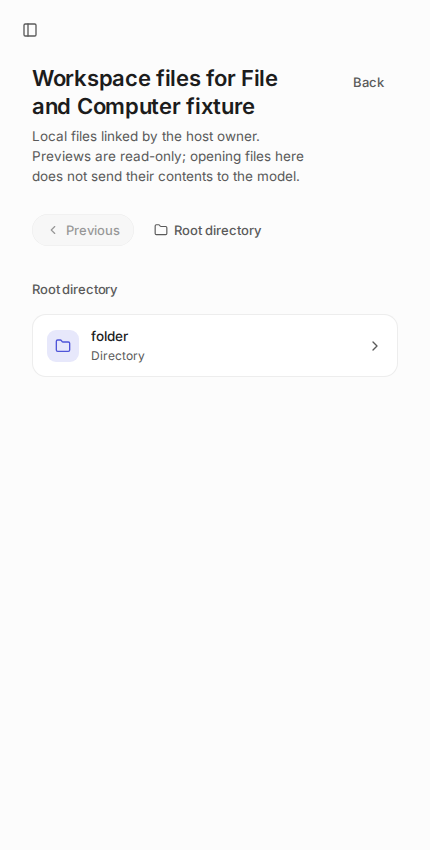 Workspace files for File
and Computer fixture
Back
Local files linked by the host owner.
Previews are read-only; opening files here
does not send their contents to the model.
Previous
Root directory
Root directory
folder
Directory